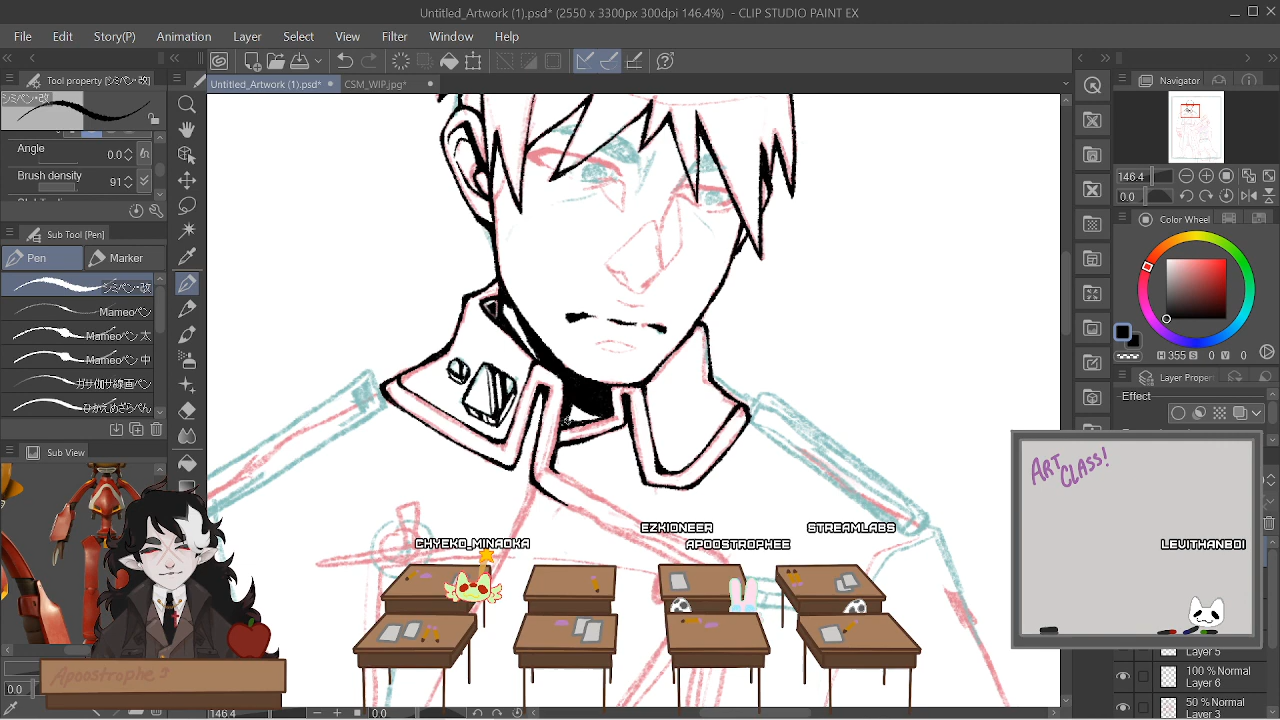 Untitled_Artwork (1).psd* (2550 x 3300px 300dpi 146.4%) - CLIP STUDIO PAINT EX
File Edit Story(P) Animation Layer Select View Filter Window Help
Tool property
Untitled_Artwork (1).psd* CSM_WIP.jpg*
Navigator
Angle 0.0
Brush density 91
146.4
0.0
Sub Tool [Pen]
Color Wheel
Marker
H 355 S 0 V 0
Layer Proper
Effect
Sub View
ART CLASS!
CHYEKO_MINAOKA
EZKIONEER
APOOSTROPHEE
STREAMLABS
LEVITHANBOI
Layer 5
100 % Normal
Layer 6
50 % Normal
Layer 3
Apoostrophe's
0.0
146.4